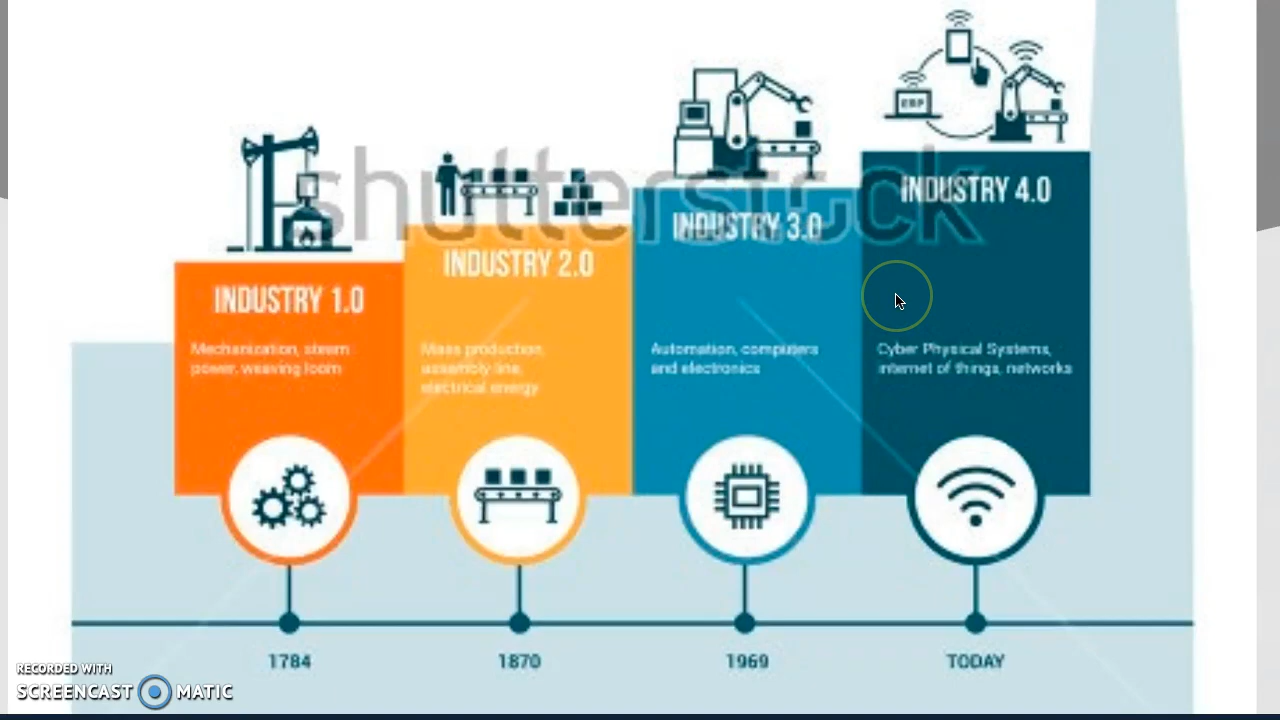 ERP
shutterstock
INDUSTRY 1.0
Mechanization, steam
power, weaving loom
INDUSTRY 2.0
Mass production,
assembly line,
electrical energy
INDUSTRY 3.0
Automation, computers
and electronics
INDUSTRY 4.0
Cyber Physical Systems,
internet of things, networks
1784
1870
1969
TODAY
RECORDED WITH
SCREENCAST MATIC